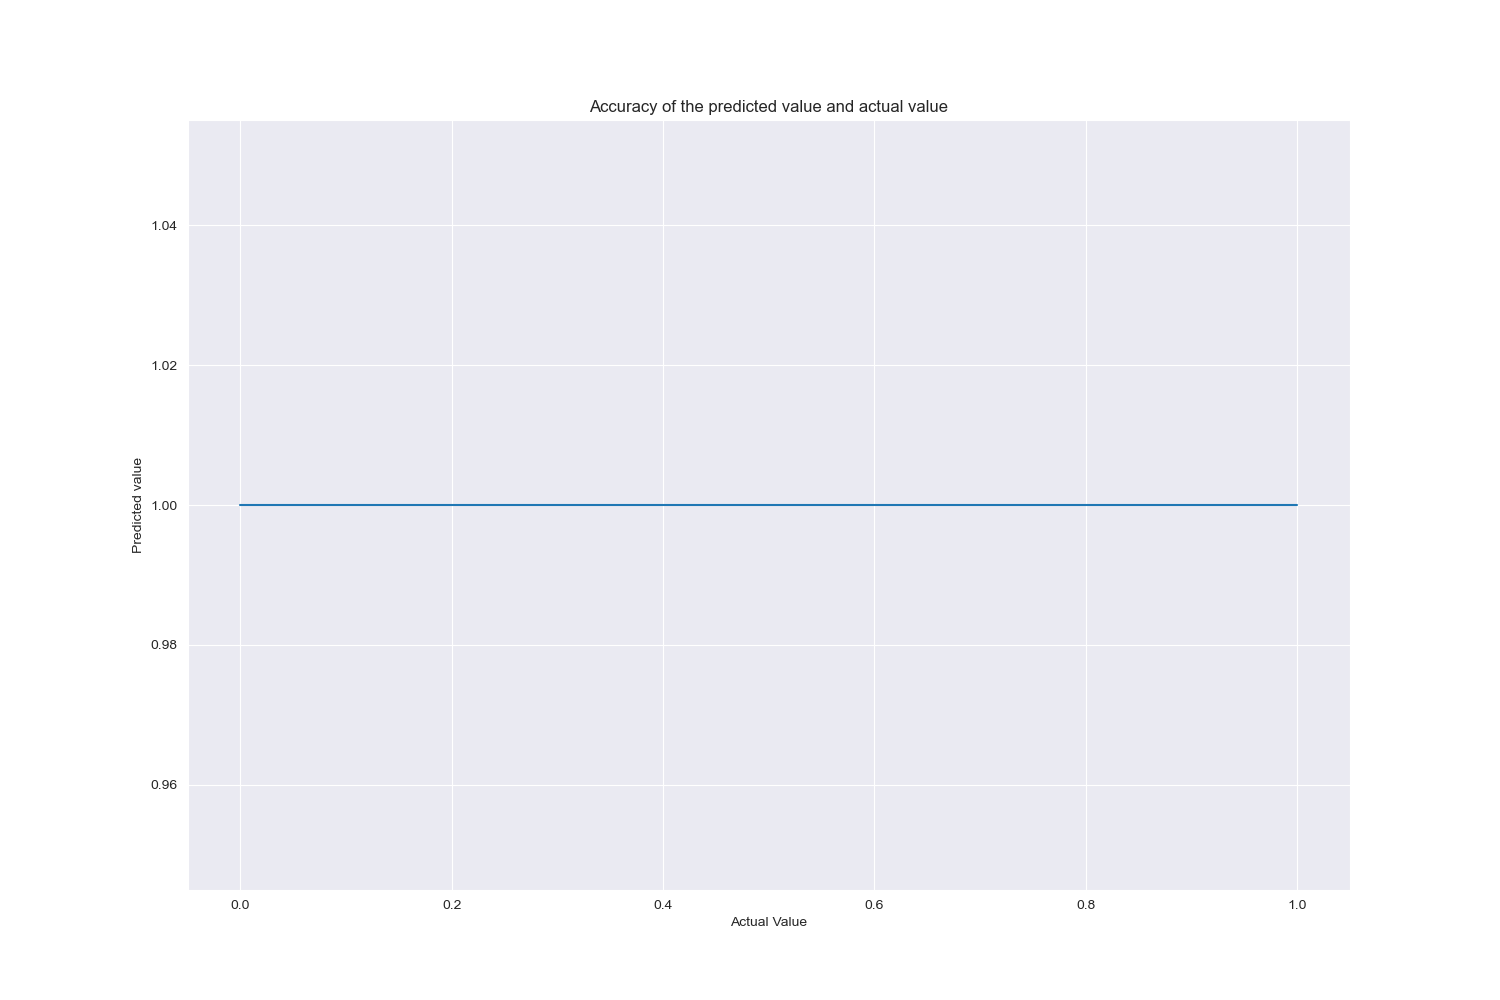 Accuracy of the predicted value and actual value
1.04
1.02
1.00
0.98
0.96
Predicted value
0.0 0.2 0.4 0.6 0.8 1.0
Actual Value